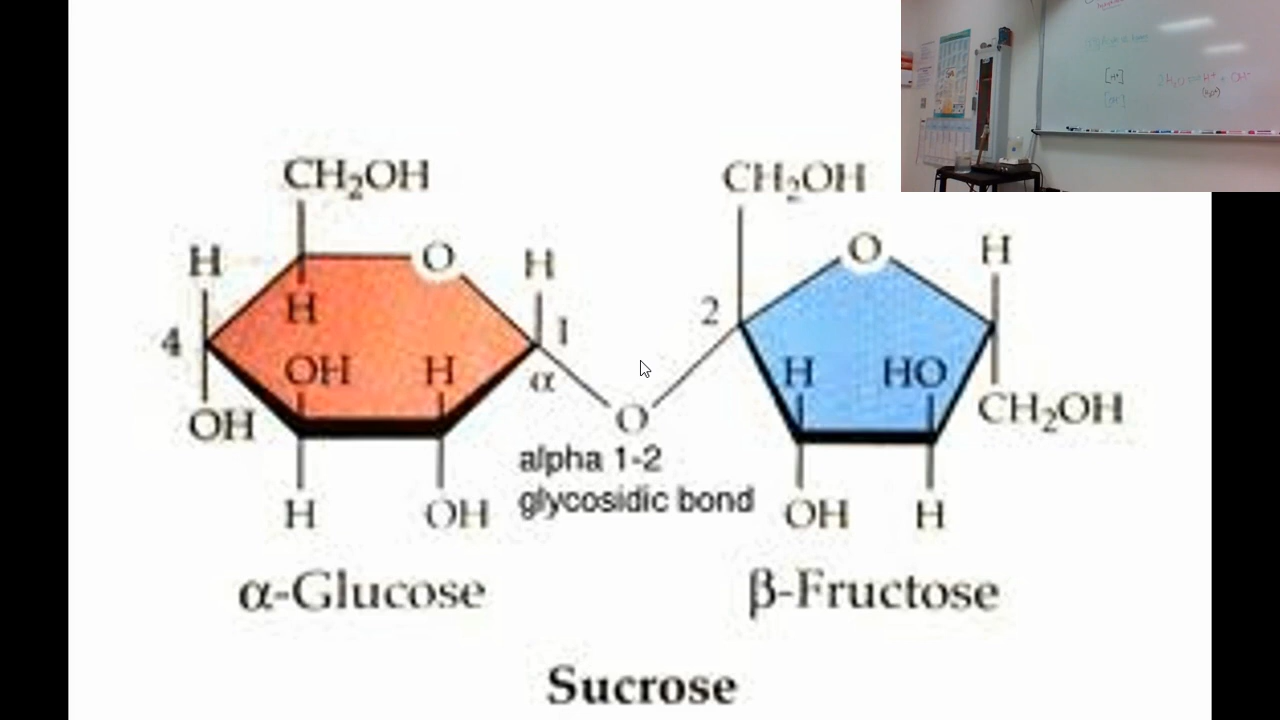 CH₂OH
CH₂OH
H
O
H
O
H
H
4
1
2
OH
H
α
H
HO
OH
O
CH₂OH
alpha 1-2
glycosidic bond
H
OH
OH
H
α-Glucose
β-Fructose
Sucrose
[H⁺]